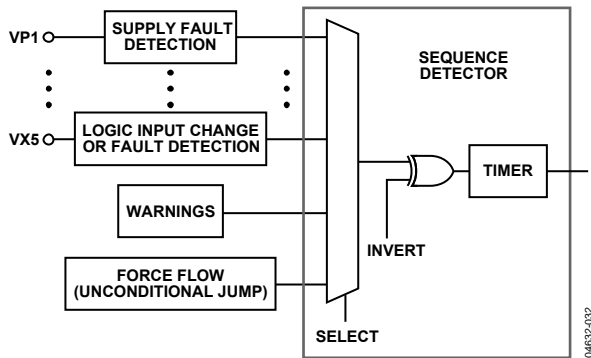 VP1
SUPPLY FAULT
DETECTION
SEQUENCE
DETECTOR
VX5
LOGIC INPUT CHANGE
OR FAULT DETECTION
WARNINGS
FORCE FLOW
(UNCONDITIONAL JUMP)
TIMER
INVERT
SELECT
04632-032